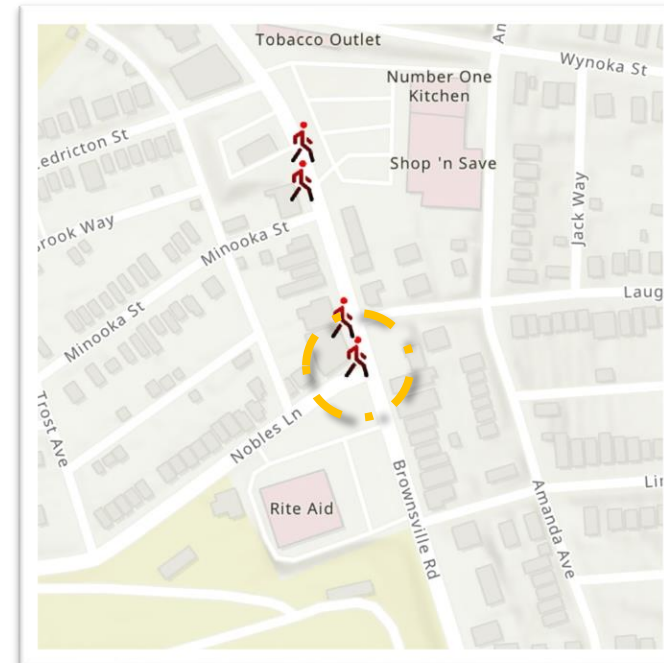 Tobacco Outlet
An
Wynoka St
Number One
Kitchen
edricton St
Shop 'n Save
Jack Way
rook Way
Minooka St
Laug
Minooka St
Trost Ave
Nobles Ln
Brownsville Rd
Amanda Ave
Lin
Rite Aid